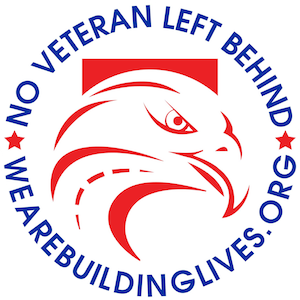 NO VETERAN LEFT BEHIND
WEAREBUILDINGLIVES.ORG